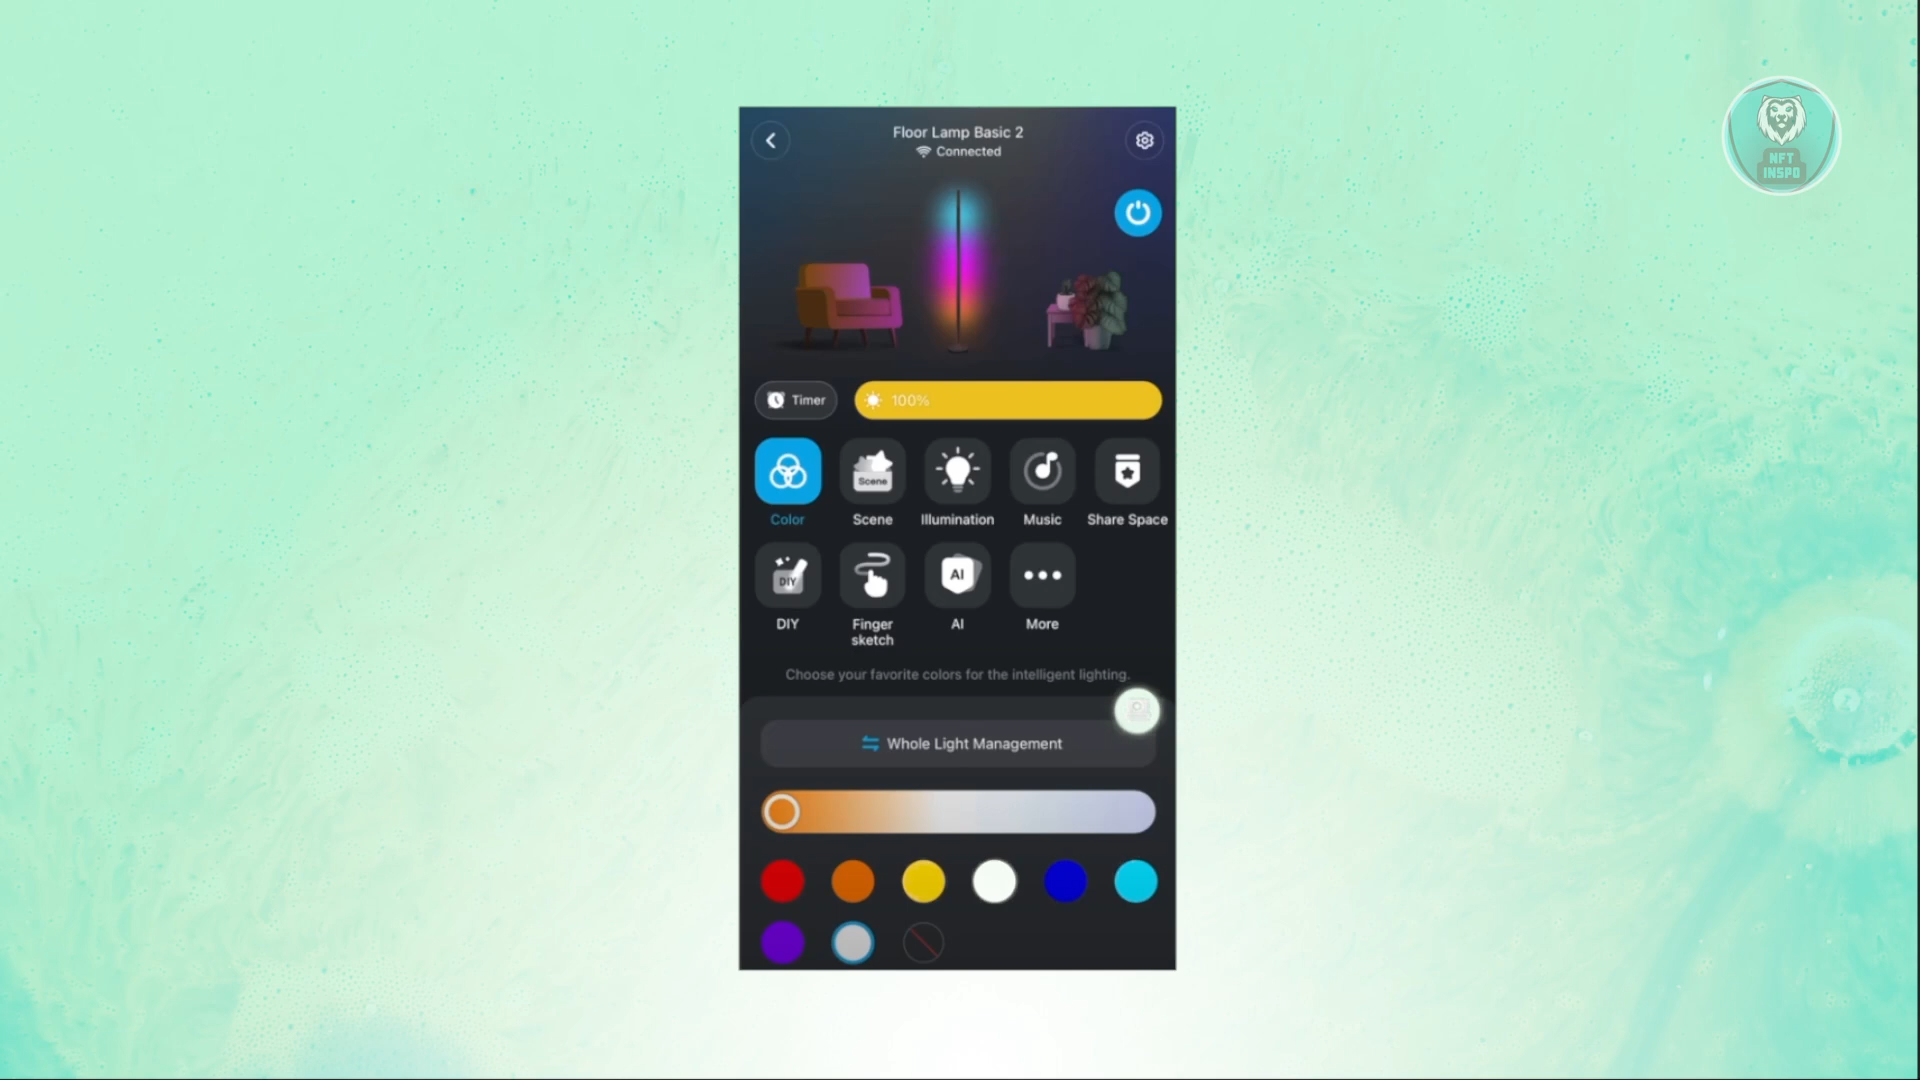 Floor Lamp Basic 2
Connected
NFT
INSPO
Timer
100%
Scene
Color
Scene
Illumination
Music
Share Space
DIY
AI
DIY
Finger
sketch
AI
More
Choose your favorite colors for the intelligent lighting.
Whole Light Management